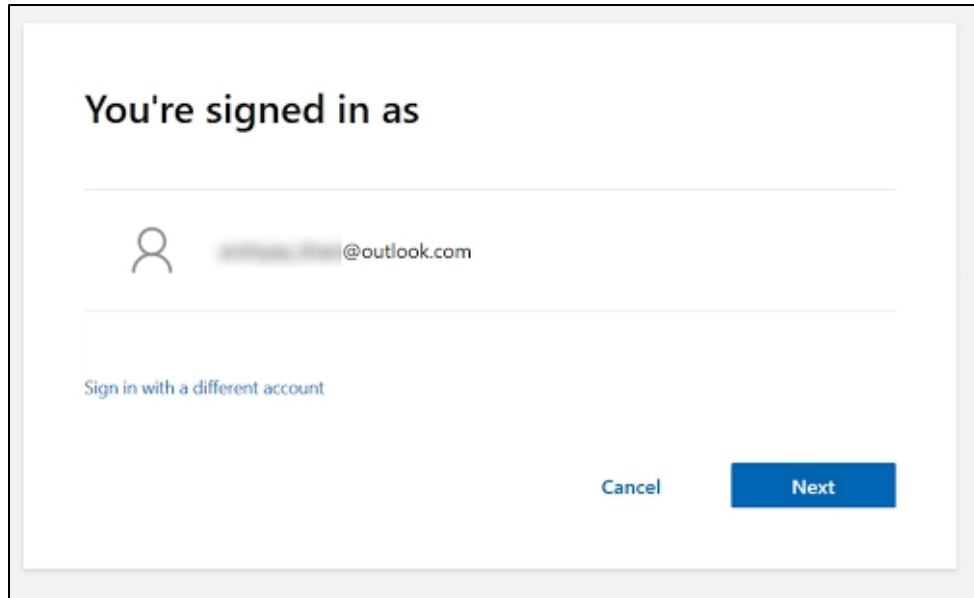 You're signed in as
@outlook.com
Sign in with a different account
Cancel
Next